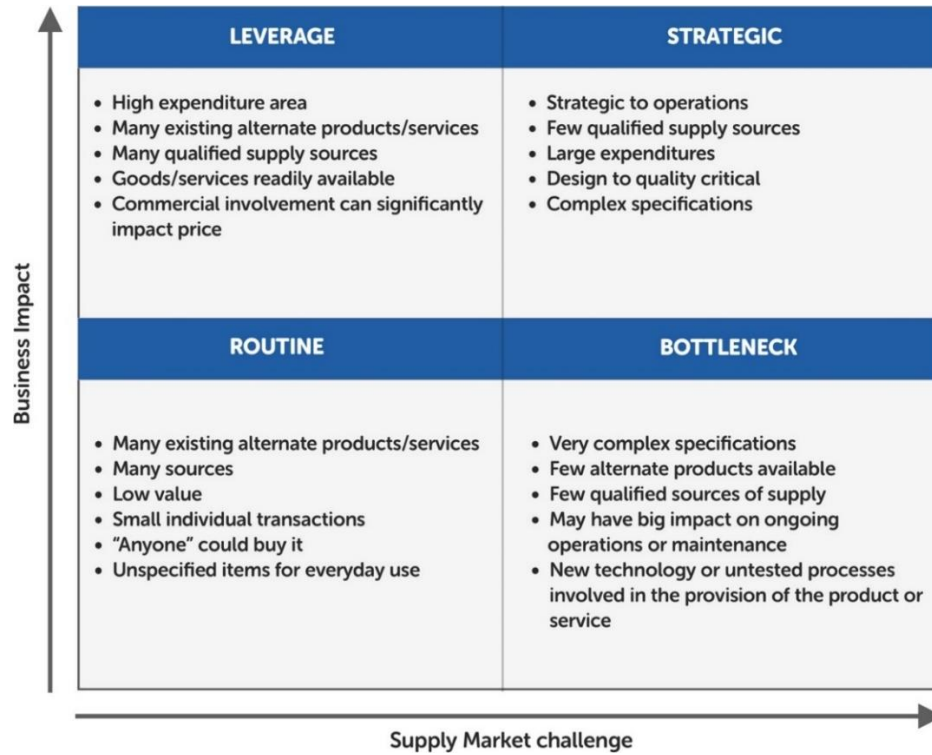 LEVERAGE
• High expenditure area
• Many existing alternate products/services
• Many qualified supply sources
• Goods/services readily available
• Commercial involvement can significantly
impact price
STRATEGIC
• Strategic to operations
• Few qualified supply sources
• Large expenditures
• Design to quality critical
• Complex specifications
ROUTINE
• Many existing alternate products/services
• Many sources
• Low value
• Small individual transactions
• “Anyone” could buy it
• Unspecified items for everyday use
BOTTLENECK
• Very complex specifications
• Few alternate products available
• Few qualified sources of supply
• May have big impact on ongoing
operations or maintenance
• New technology or untested processes
involved in the provision of the product or
service
Business Impact
Supply Market challenge